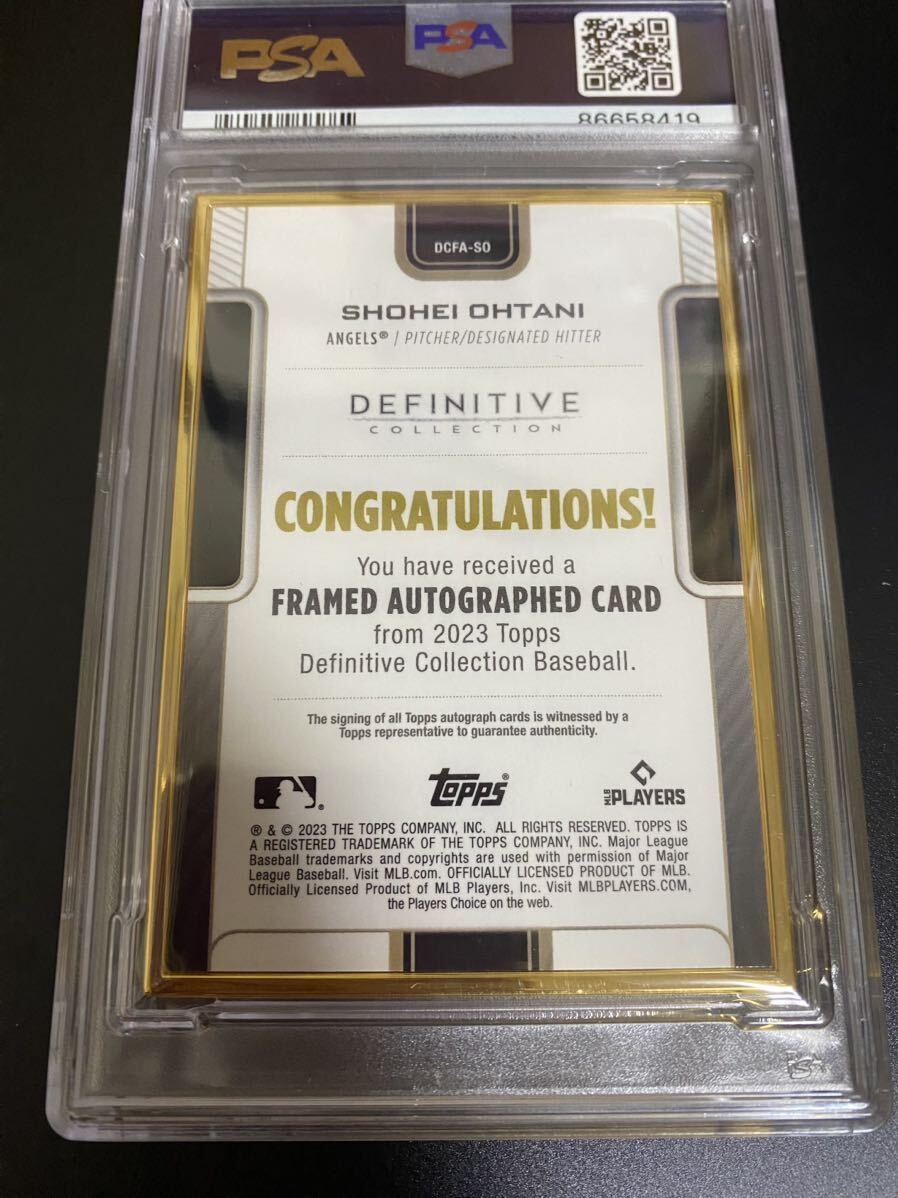 PSA PSA
86658419
DCFA-SO
SHOHEI OHTANI
ANGELS® | PITCHER/DESIGNATED HITTER
DEFINITIVE
COLLECTION
CONGRATULATIONS!
You have received a
FRAMED AUTOGRAPHED CARD
from 2023 Topps
Definitive Collection Baseball.
The signing of all Topps autograph cards is witnessed by a
Topps representative to guarantee authenticity.
topps® MLB PLAYERS
® & © 2023 THE TOPPS COMPANY, INC. ALL RIGHTS RESERVED. TOPPS IS
A REGISTERED TRADEMARK OF THE TOPPS COMPANY, INC. Major League
Baseball trademarks and copyrights are used with permission of Major
League Baseball. Visit MLB.com. OFFICIALLY LICENSED PRODUCT OF MLB.
Officially Licensed Product of MLB Players, Inc. Visit MLBPLAYERS.COM,
the Players Choice on the web.
PSA